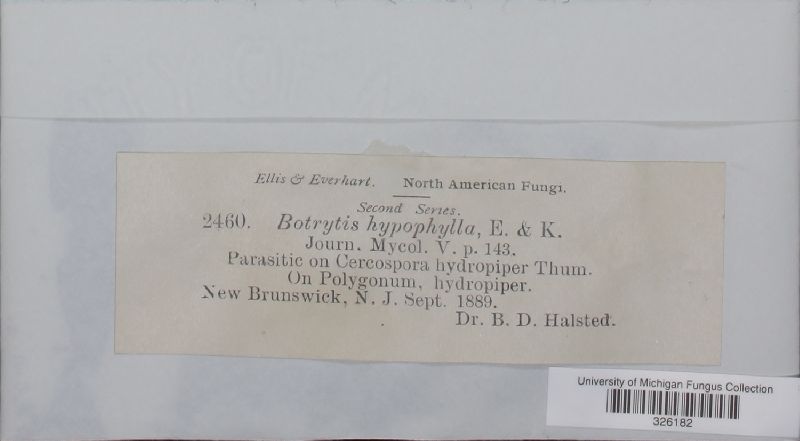 Ellis & Everhart. North American Fungi.
Second Series.
2460. Botrytis hypophylla, E. & K.
Journ. Mycol. V. p. 143.
Parasitic on Cercospora hydropiper Thum.
On Polygonum, hydropiper.
New Brunswick, N. J. Sept. 1889.
Dr. B. D. Halsted.
University of Michigan Fungus Collection
326182